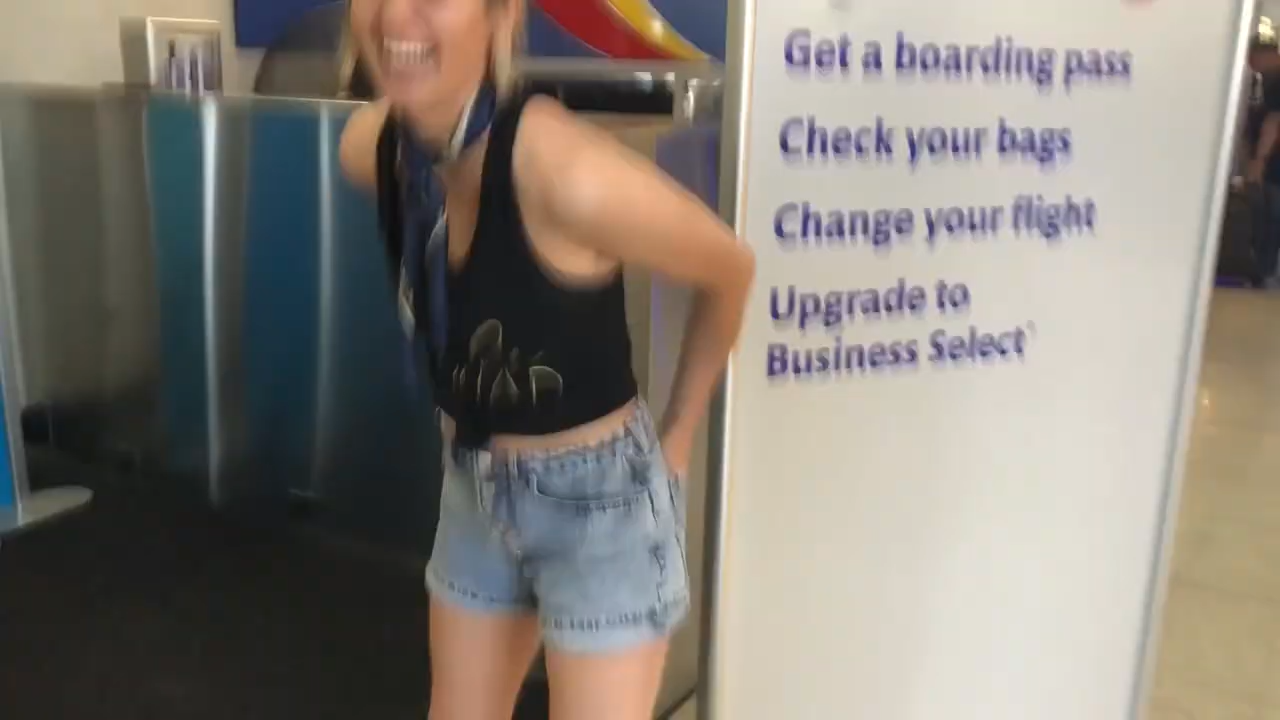 Get a boarding pass
Check your bags
Change your flight
Upgrade to
Business Select